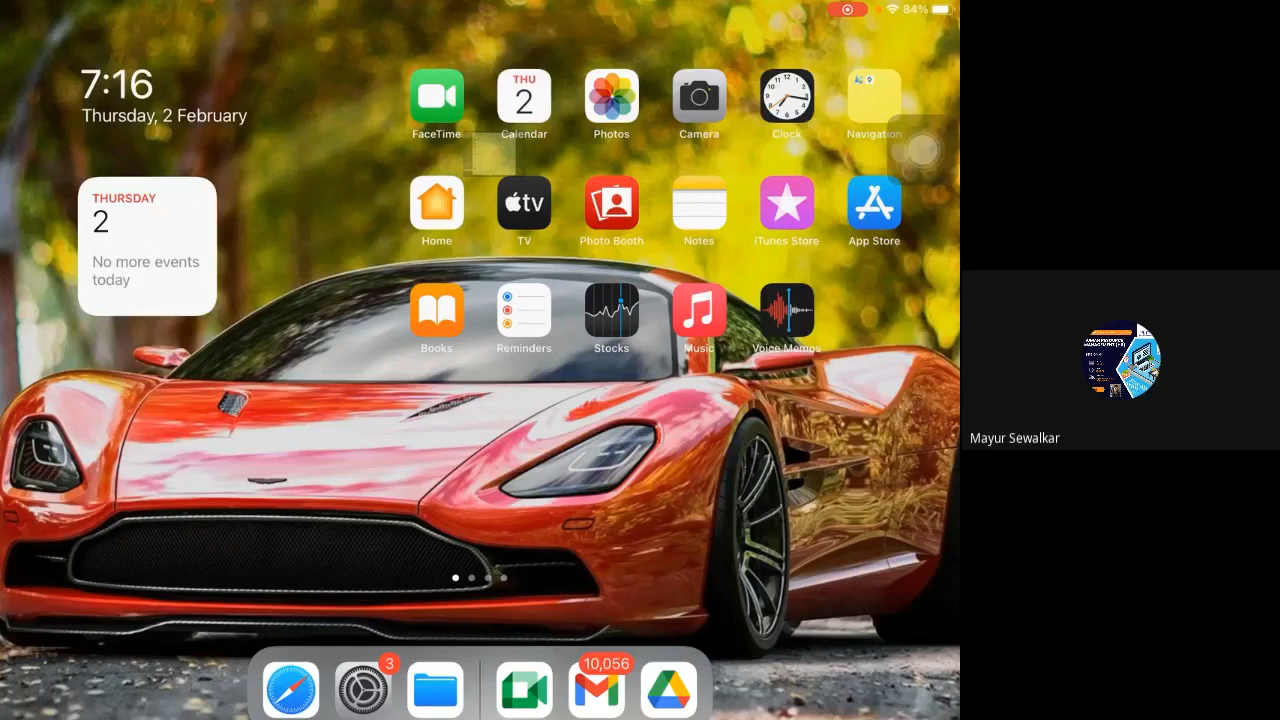 84%
7:16
Thursday, 2 February
THURSDAY
2
No more events
today
THU
2
FaceTime
Calendar
Photos
Camera
Clock
Navigation
tv
Home
TV
Photo Booth
Notes
iTunes Store
App Store
Books
Reminders
Stocks
Music
Voice Memos
3
10,056
HUMAN RESOURCE
Mayur Sewalkar